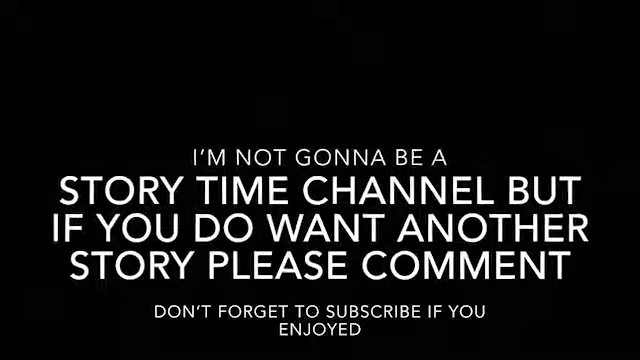 I'M NOT GONNA BE A
STORY TIME CHANNEL BUT
IF YOU DO WANT ANOTHER
STORY PLEASE COMMENT
DON'T FORGET TO SUBSCRIBE IF YOU
ENJOYED